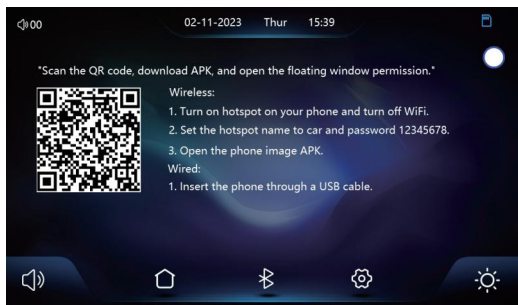 00
02-11-2023 Thur 15:39
"Scan the QR code, download APK, and open the floating window permission."
Wireless:
1. Turn on hotspot on your phone and turn off WiFi.
2. Set the hotspot name to car and password 12345678.
3. Open the phone image APK.
Wired:
1. Insert the phone through a USB cable.